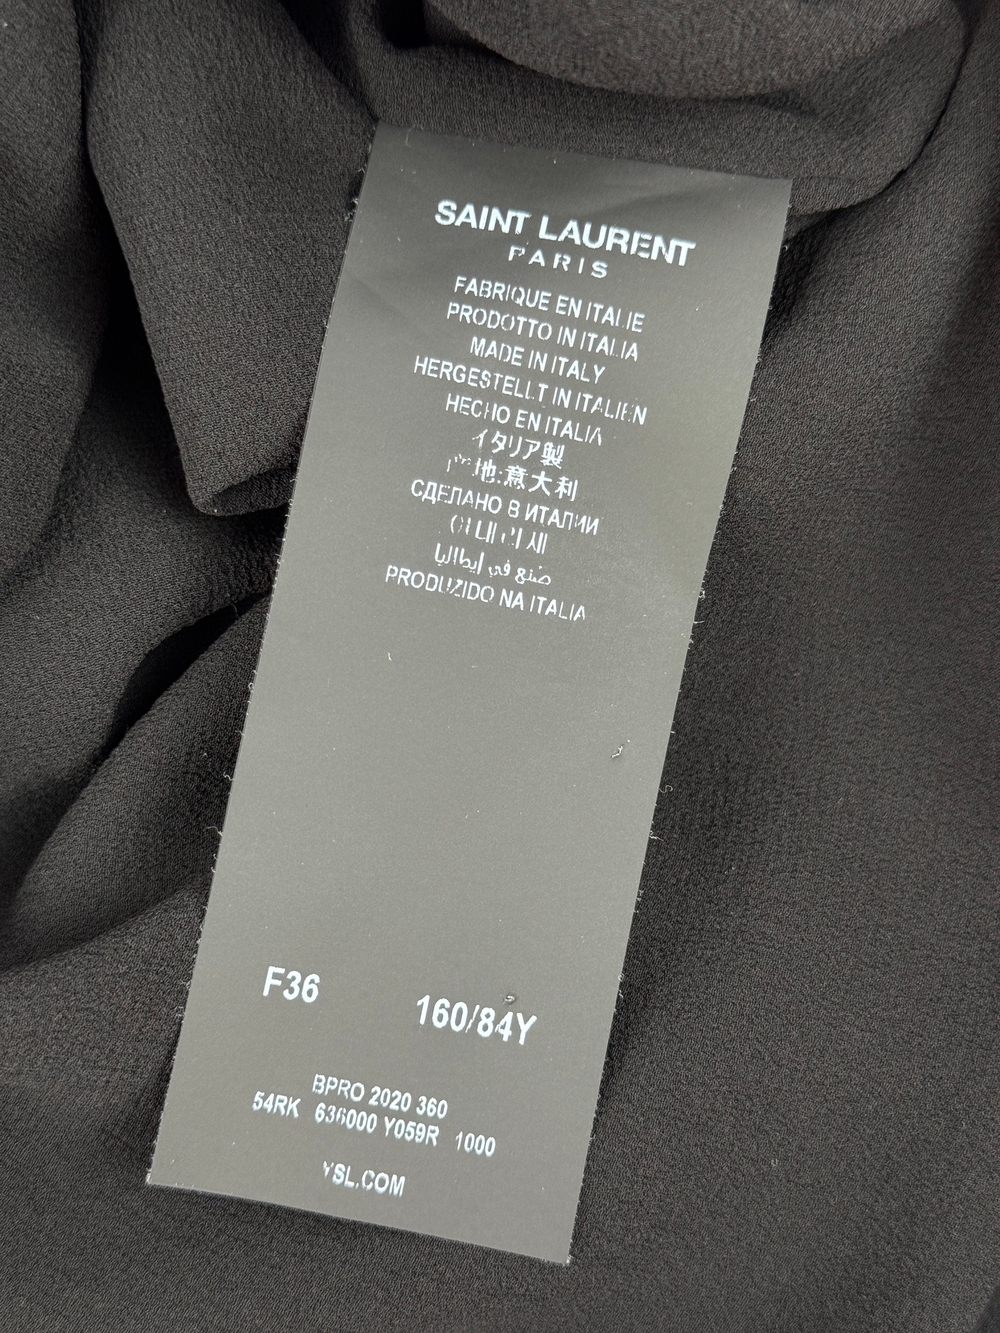 SAINT LAURENT
PARIS
FABRIQUE EN ITALIE
PRODOTTO IN ITALIA
MADE IN ITALY
HERGESTELLT IN ITALIEN
HECHO EN ITALIA
イタリア製
产地:意大利
СДЕЛАНО В ИТАЛИИ
이태리제
صنع في إيطاليا
PRODUZIDO NA ITALIA
F36 160/84Y
BPRO 2020 360
54RK 636000 Y059R 1000
YSL.COM